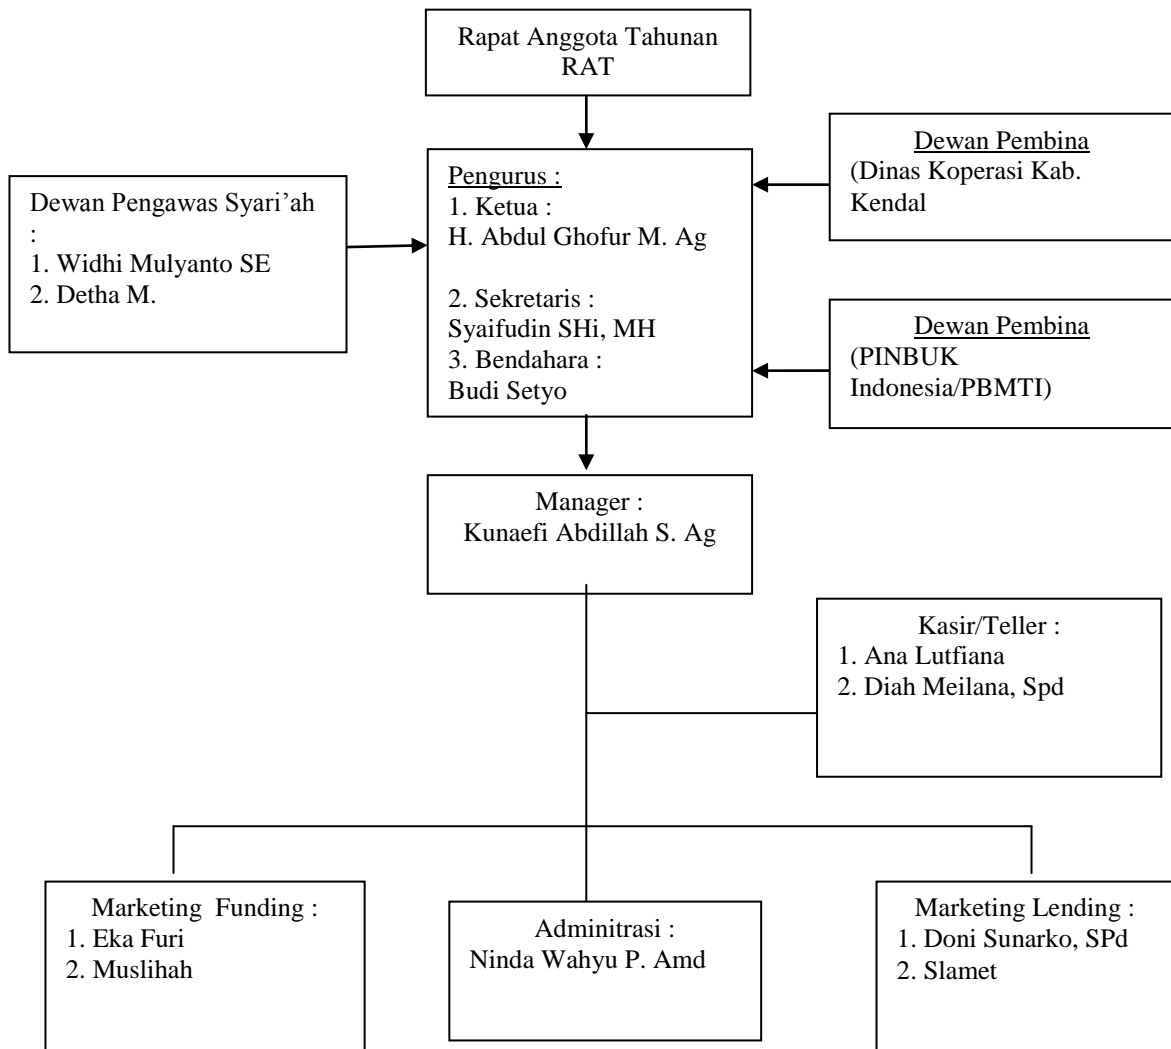 Rapat Anggota Tahunan
RAT
Dewan Pembina
(Dinas Koperasi Kab.
Kendal
Pengurus :
1. Ketua :
H. Abdul Ghofur M. Ag
2. Sekretaris :
Syaifudin SHi, MH
3. Bendahara :
Budi Setyo
Dewan Pengawas Syari’ah
:
1. Widhi Mulyanto SE
2. Detha M.
Dewan Pembina
(PINBUK
Indonesia/PBMTI)
Manager :
Kunaefi Abdillah S. Ag
Kasir/Teller :
1. Ana Lutfiana
2. Diah Meilana, Spd
Marketing  Funding :
1. Eka Furi
2. Muslihah
Adminitrasi :
Ninda Wahyu P. Amd
Marketing Lending :
1. Doni Sunarko, SPd
2. Slamet